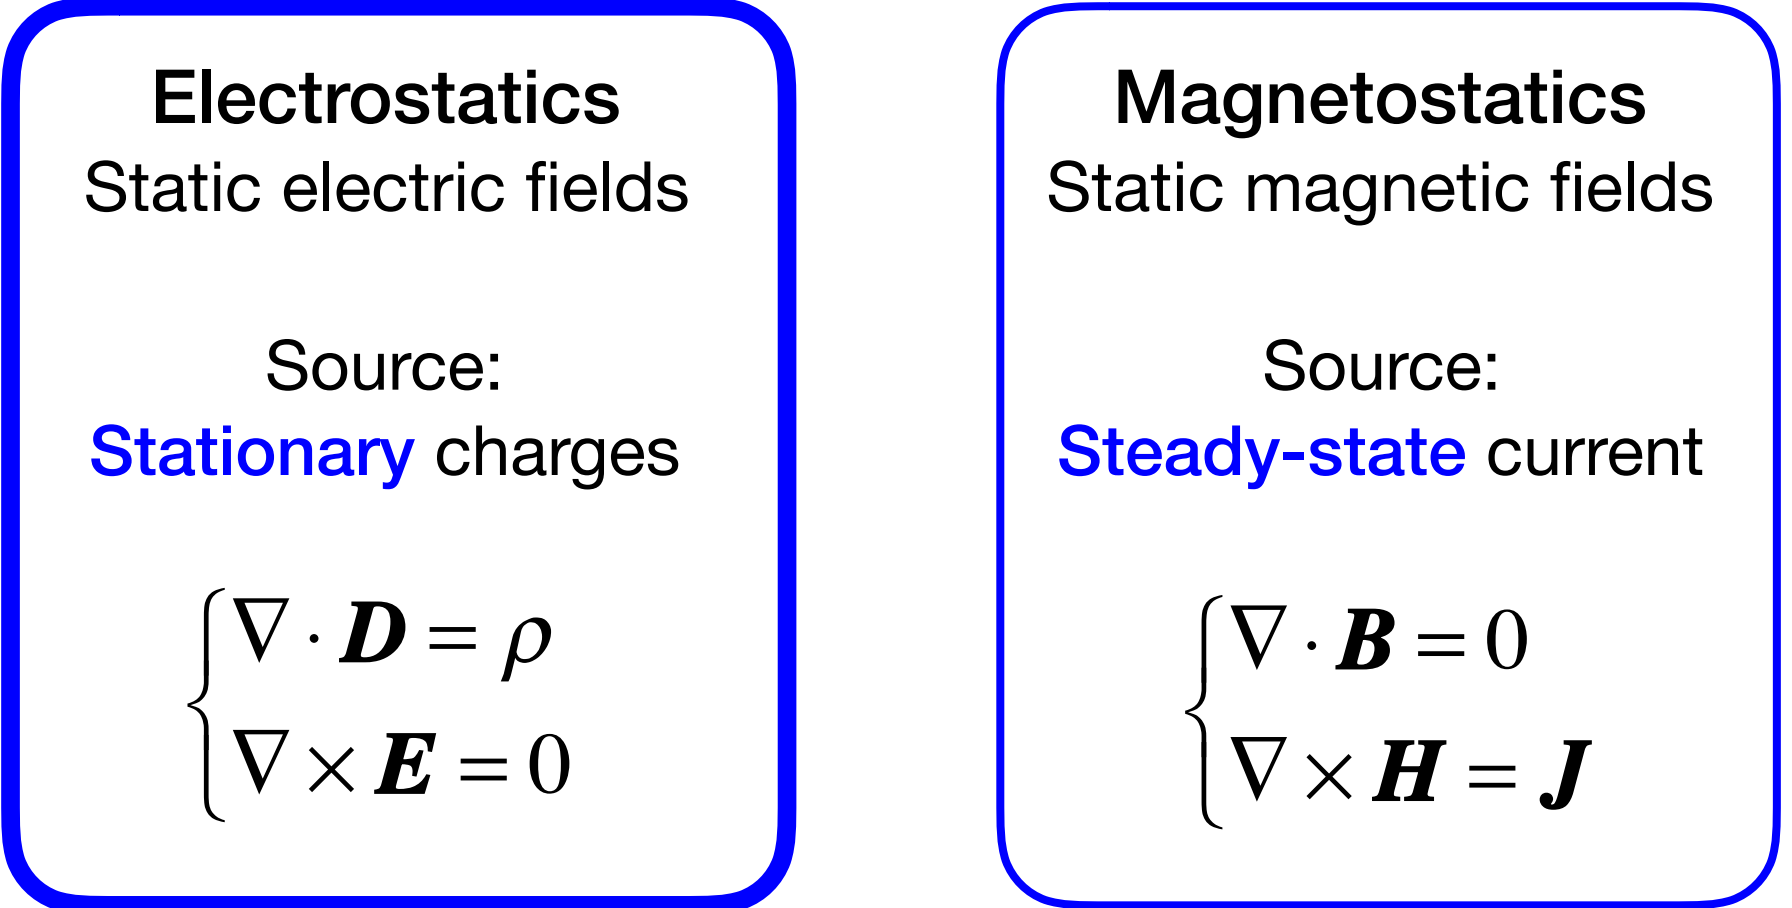 Electrostatics
Static electric fields
Source:
Stationary charges
∇ · D = ρ
∇ × E = 0
Magnetostatics
Static magnetic fields
Source:
Steady-state current
∇ · B = 0
∇ × H = J